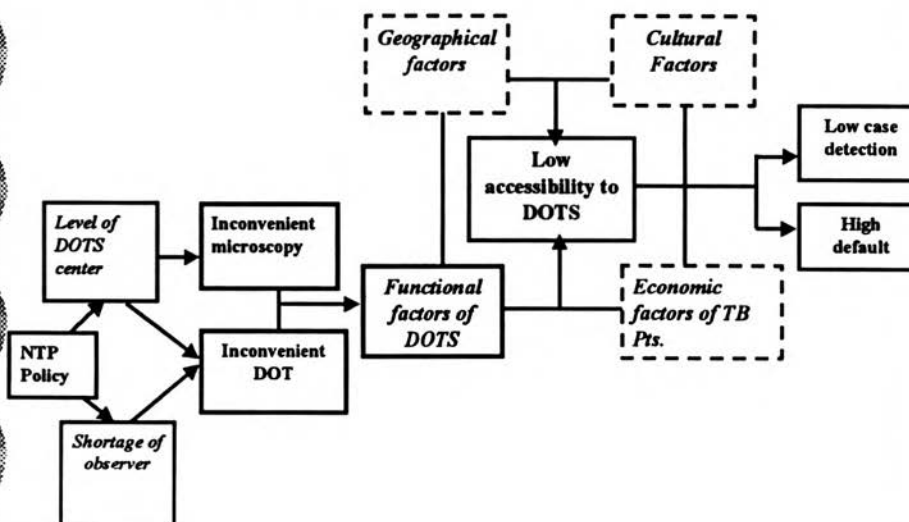 Geographical
factors
Cultural
Factors
Low
accessibility to
DOTS
Low case
detection
High
default
Level of
DOTS
center
Inconvenient
microscopy
Functional
factors of
DOTS
Economic
factors of TB
Pts.
NTP
Policy
Inconvenient
DOT
Shortage of
observer